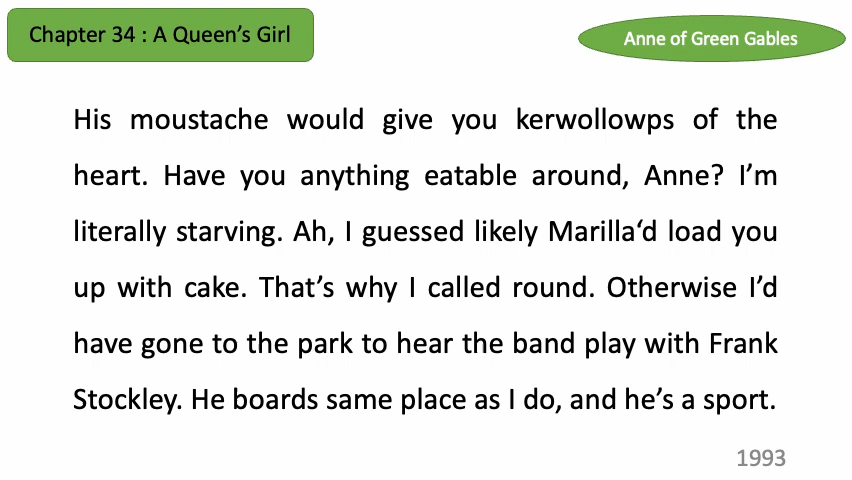 Chapter 34 : A Queen’s Girl
Anne of Green Gables
His moustache would give you kerwollowps of the
heart. Have you anything eatable around, Anne? I’m
literally starving. Ah, I guessed likely Marilla‘d load you
up with cake. That’s why I called round. Otherwise I’d
have gone to the park to hear the band play with Frank
Stockley. He boards same place as I do, and he’s a sport.
1993